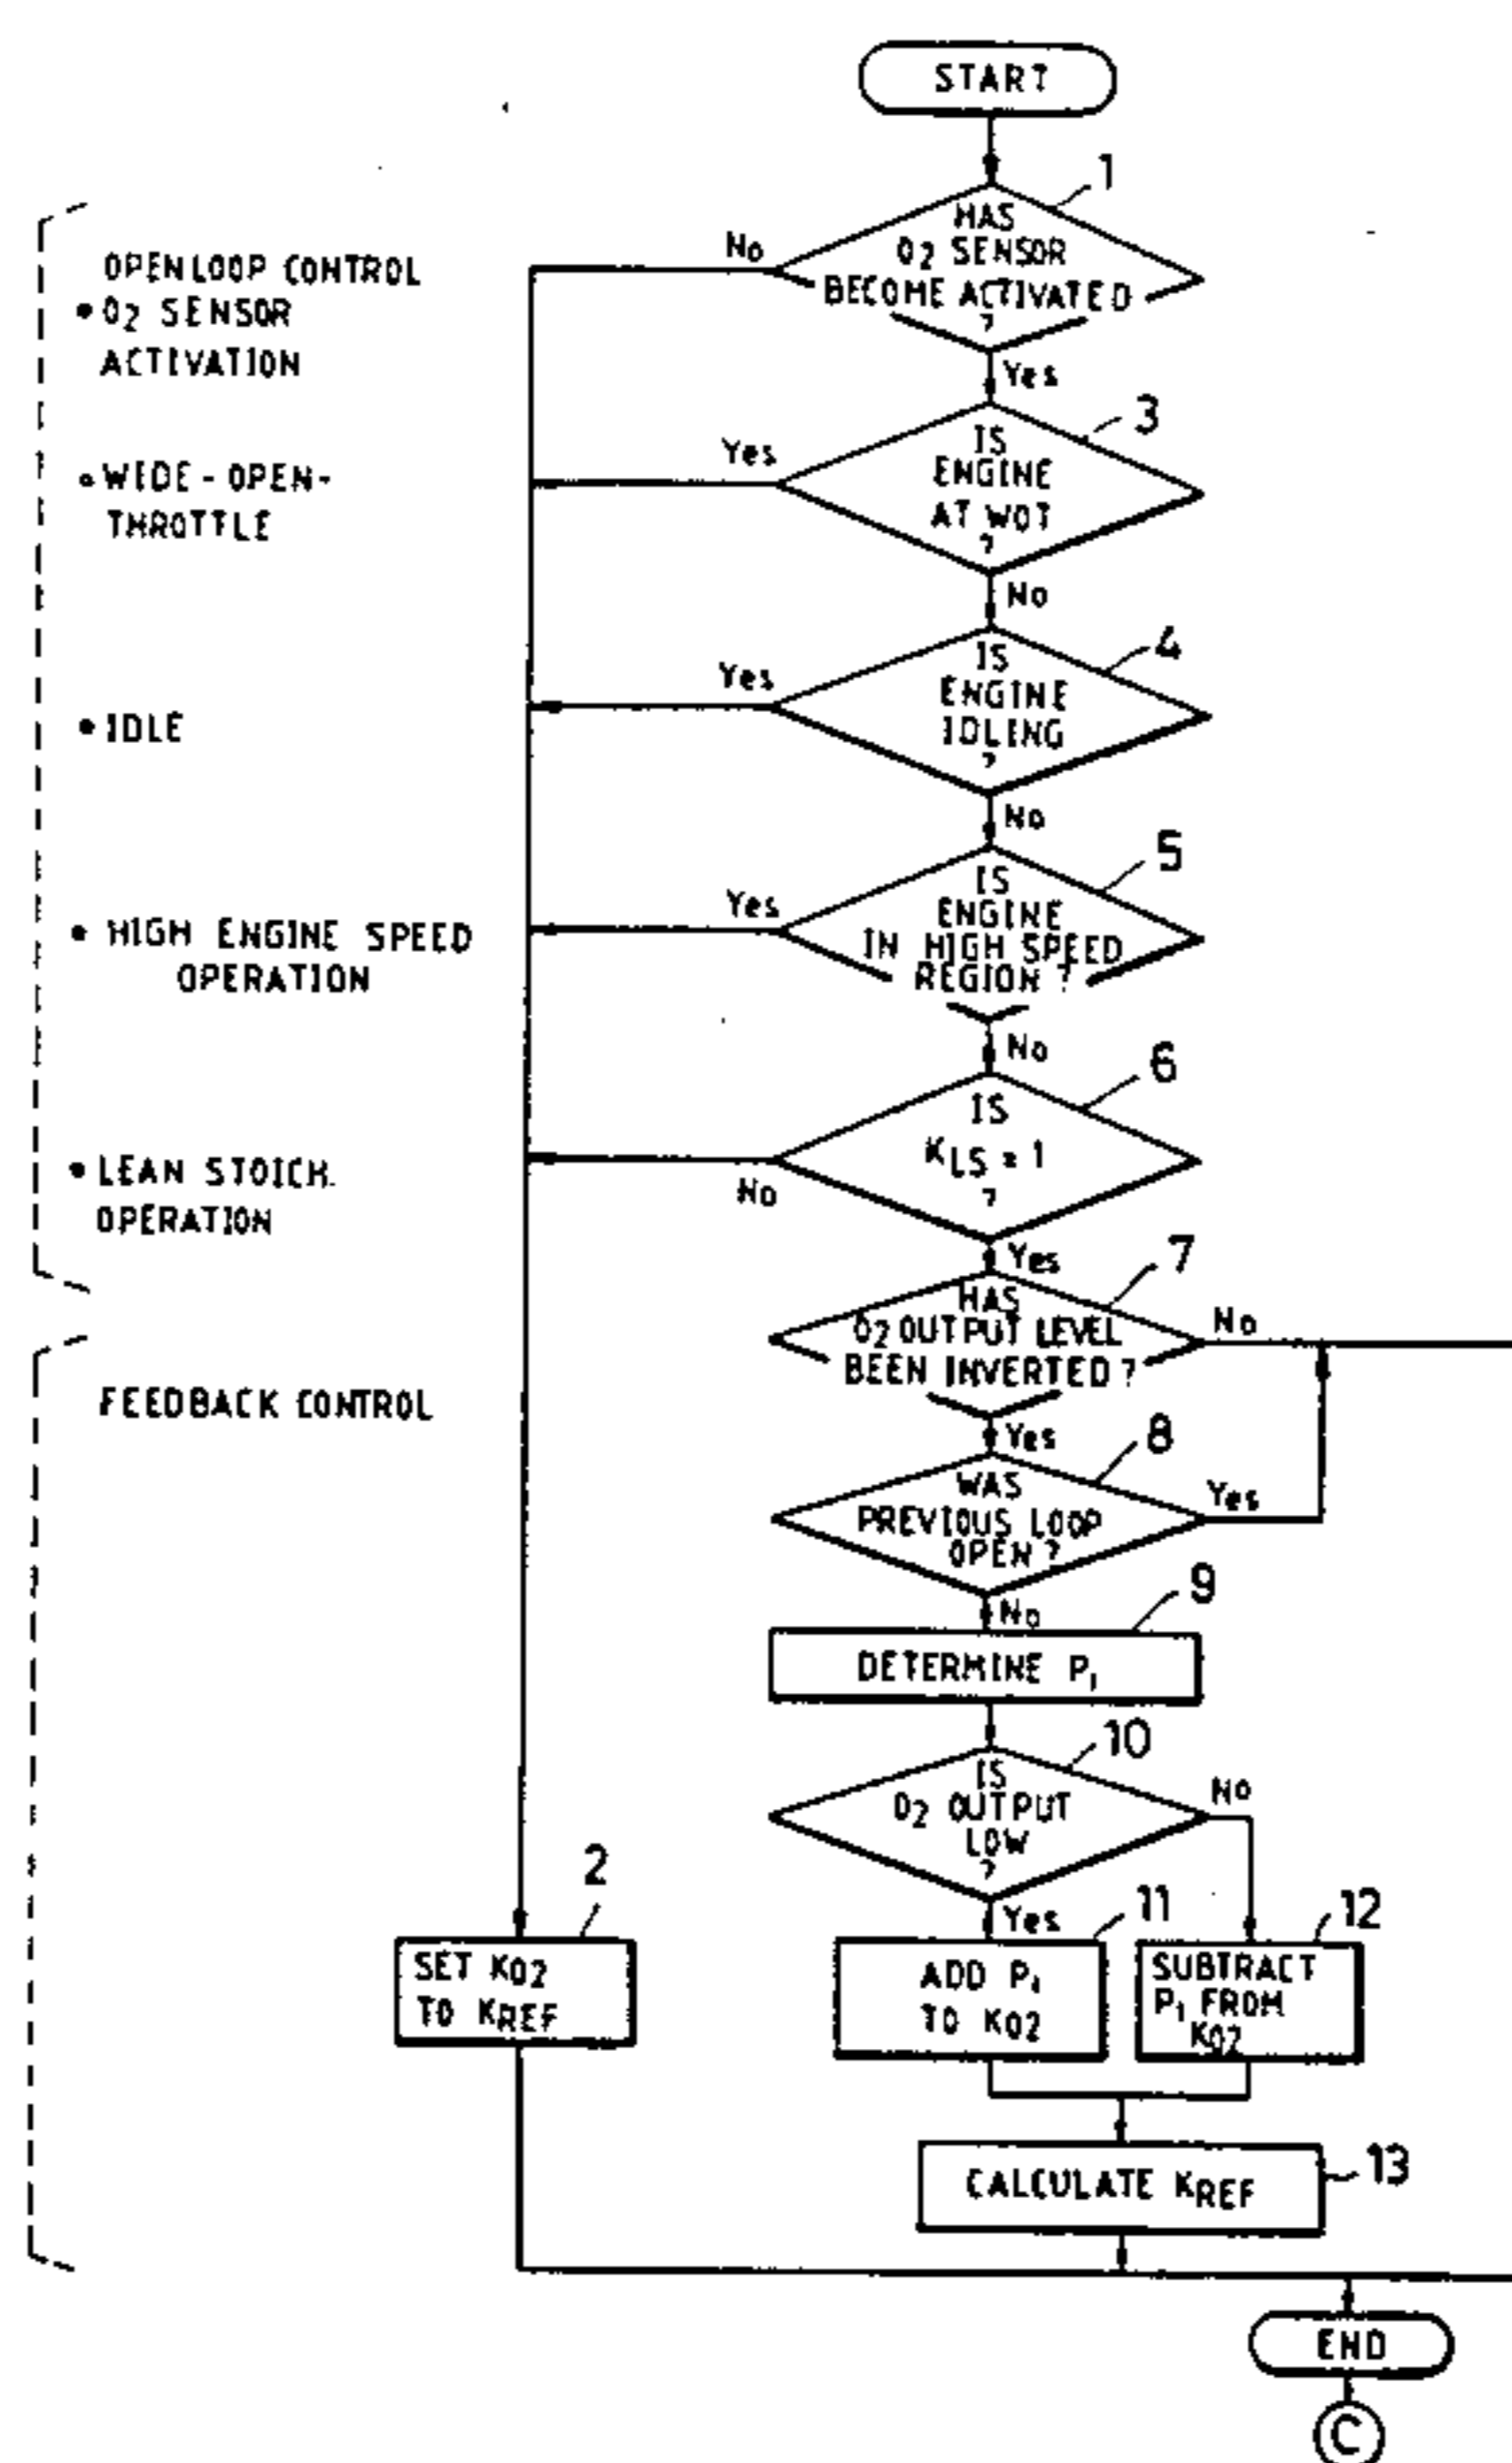 START
1
HAS
O2 SENSOR
BECOME ACTIVATED
?
No
Yes
OPEN LOOP CONTROL
• O2 SENSOR
ACTIVATION
3
IS
ENGINE
AT WOT
?
Yes
No
• WIDE-OPEN-
THROTTLE
4
IS
ENGINE
IDLING
?
Yes
No
• IDLE
5
IS
ENGINE
IN HIGH SPEED
REGION ?
Yes
No
• HIGH ENGINE SPEED
OPERATION
6
IS
KLS = 1
?
No
Yes
• LEAN STOICH.
OPERATION
7
HAS
O2 OUTPUT LEVEL
BEEN INVERTED ?
No
Yes
FEEDBACK CONTROL
8
WAS
PREVIOUS LOOP
OPEN ?
Yes
No
9
DETERMINE Pi
10
IS
O2 OUTPUT
LOW
?
No
Yes
2
SET KO2
TO KREF
11
ADD Pi
TO KO2
12
SUBTRACT
Pi FROM
KO2
13
CALCULATE KREF
END
C